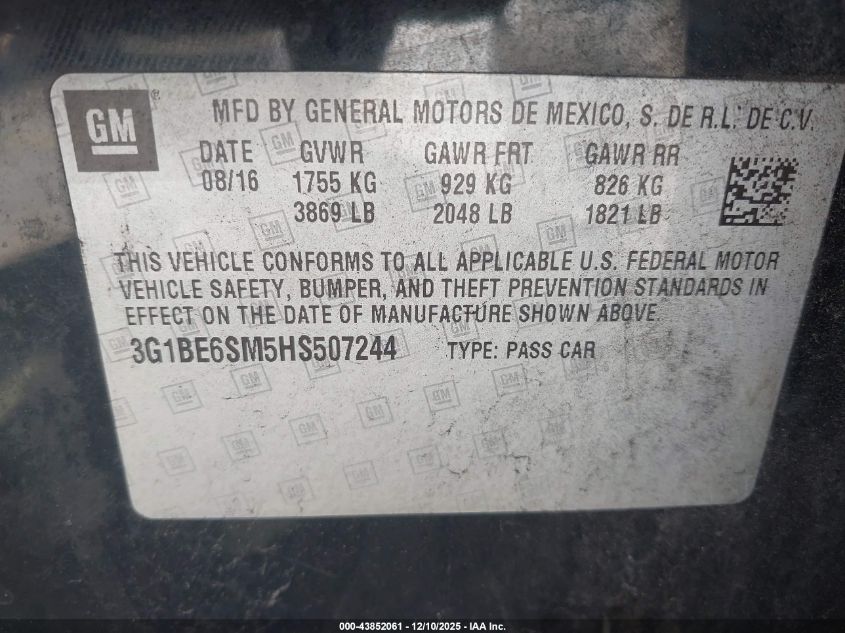 GM ® MFD BY GENERAL MOTORS DE MEXICO, S. DE R.L. DE C.V.
DATE GVWR GAWR FRT GAWR RR
08/16 1755 KG 929 KG 826 KG
3869 LB 2048 LB 1821 LB
THIS VEHICLE CONFORMS TO ALL APPLICABLE U.S. FEDERAL MOTOR
VEHICLE SAFETY, BUMPER, AND THEFT PREVENTION STANDARDS IN
EFFECT ON THE DATE OF MANUFACTURE SHOWN ABOVE.
3G1BE6SM5HS507244 TYPE: PASS CAR
000-43852061 - 12/10/2025 - IAA Inc.